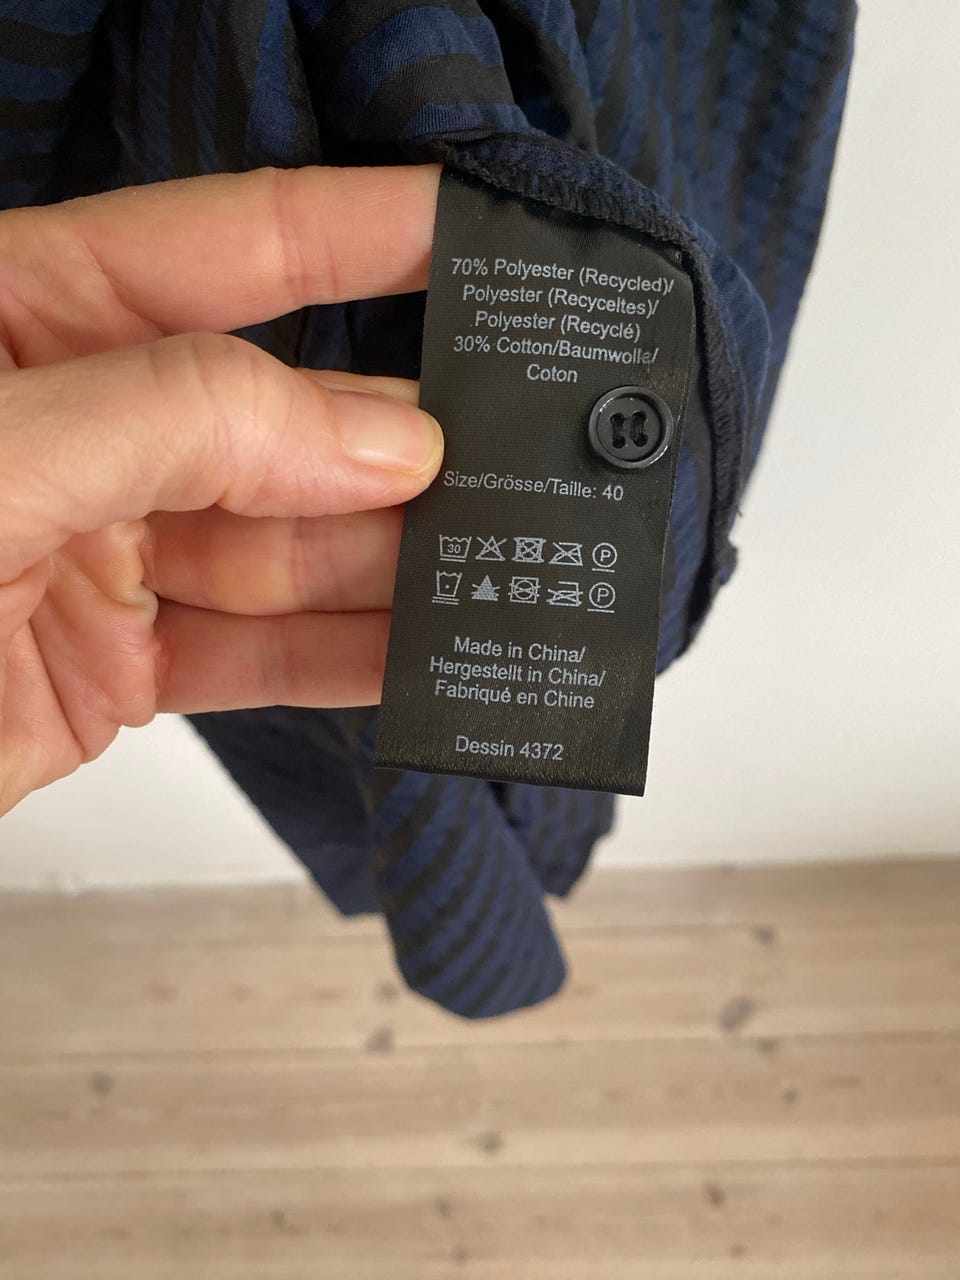 70% Polyester (Recycled)/
Polyester (Recyceltes)/
Polyester (Recyclé)
30% Cotton/Baumwolle/
Coton
Size/Grösse/Taille: 40
30 P
P
Made in China/
Hergestellt in China/
Fabriqué en Chine
Dessin 4372